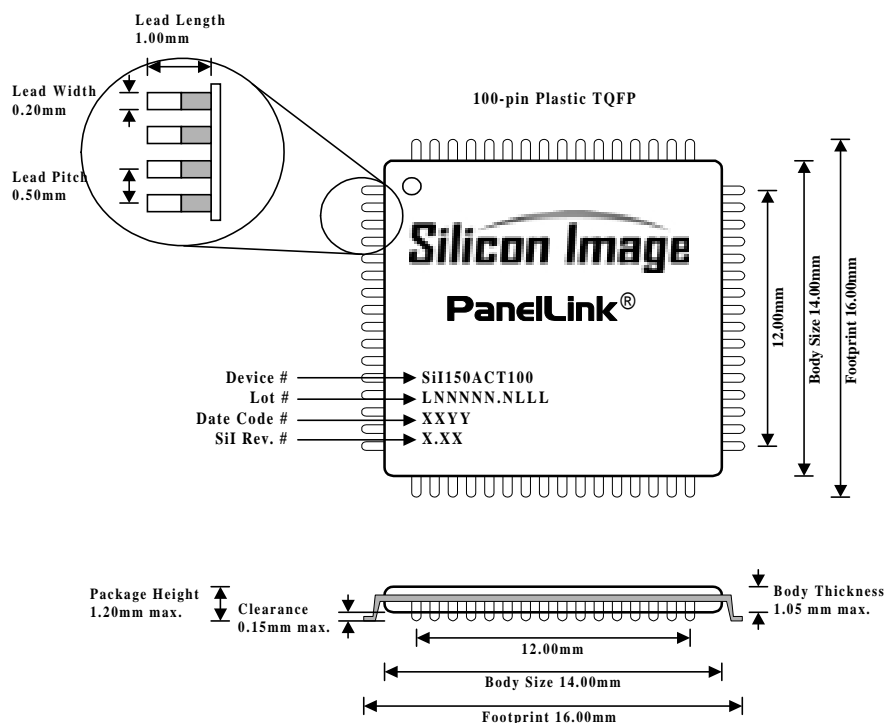 Lead Length
1.00mm
Lead Width
0.20mm
Lead Pitch
0.50mm
100-pin Plastic TQFP
Silicon Image
PanelLink®
Device #
SiI150ACT100
Lot #
LNNNNN.NLLL
Date Code #
XXYY
SiI Rev. #
X.XX
12.00mm
Body Size 14.00mm
Footprint 16.00mm
Package Height
1.20mm max.
Clearance
0.15mm max.
Body Thickness
1.05 mm max.
12.00mm
Body Size 14.00mm
Footprint 16.00mm